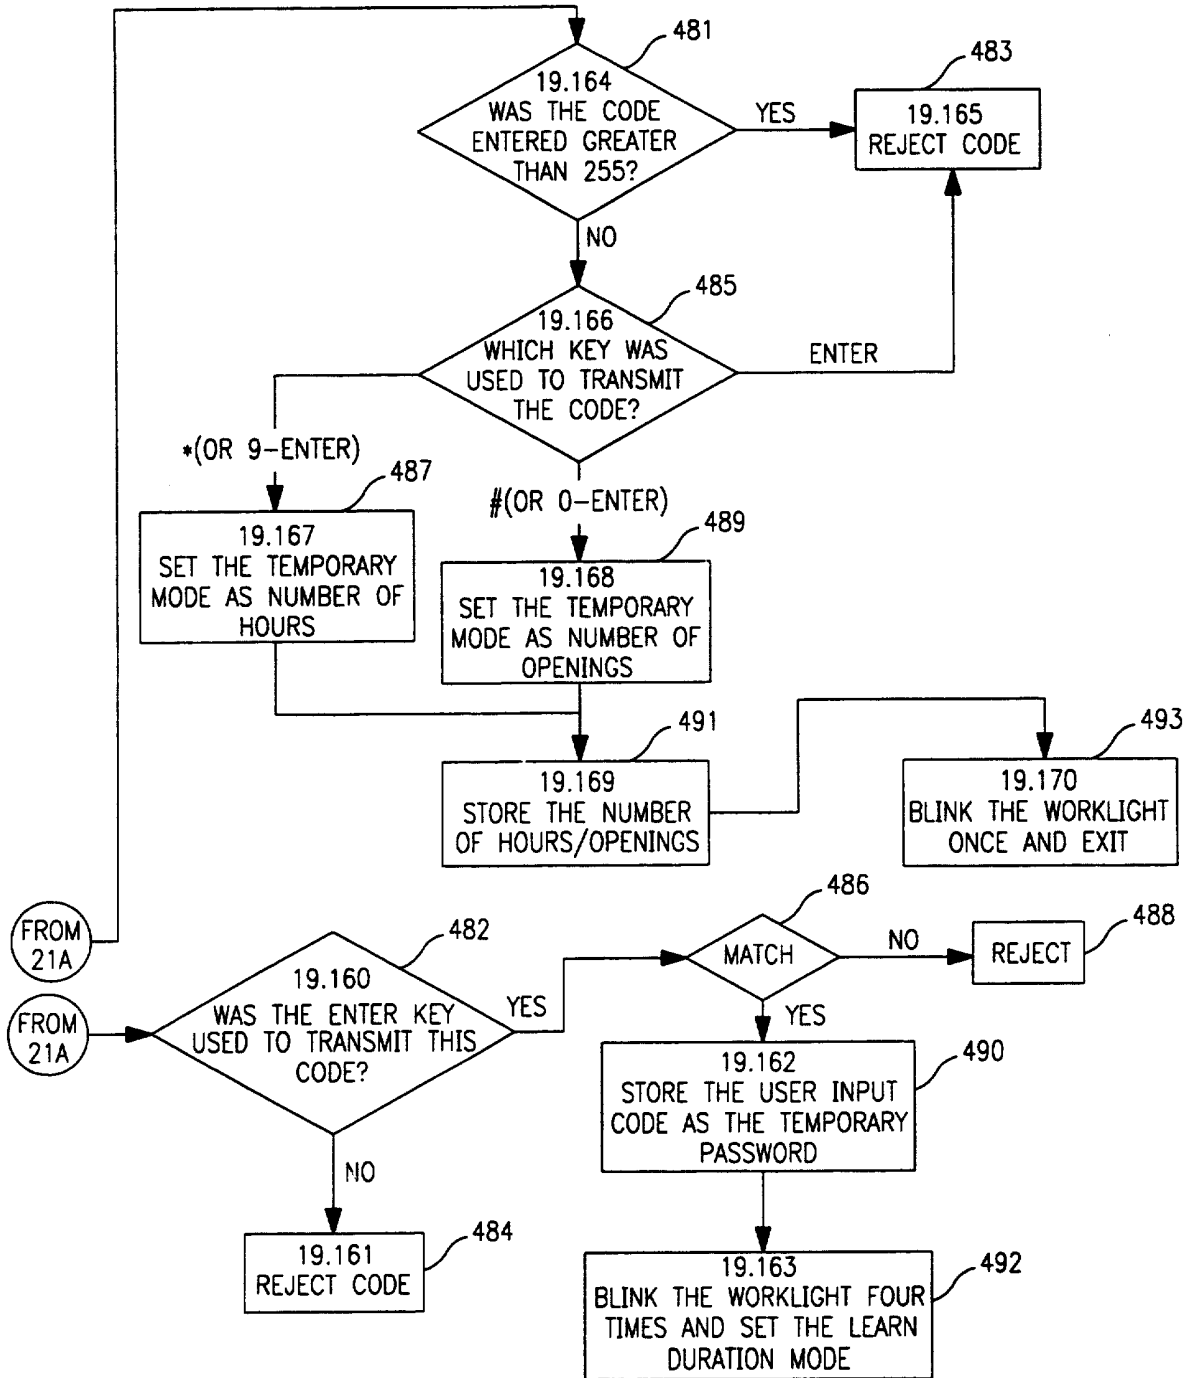 481
19.164
WAS THE CODE
ENTERED GREATER
THAN 255?
YES
483
19.165
REJECT CODE
NO
485
19.166
WHICH KEY WAS
USED TO TRANSMIT
THE CODE?
ENTER
*(OR 9-ENTER)
487
19.167
SET THE TEMPORARY
MODE AS NUMBER OF
HOURS
#(OR 0-ENTER)
489
19.168
SET THE TEMPORARY
MODE AS NUMBER OF
OPENINGS
491
19.169
STORE THE NUMBER
OF HOURS/OPENINGS
493
19.170
BLINK THE WORKLIGHT
ONCE AND EXIT
FROM
21A
FROM
21A
482
19.160
WAS THE ENTER KEY
USED TO TRANSMIT THIS
CODE?
YES
NO
484
19.161
REJECT CODE
486
MATCH
NO
488
REJECT
YES
490
19.162
STORE THE USER INPUT
CODE AS THE TEMPORARY
PASSWORD
492
19.163
BLINK THE WORKLIGHT FOUR
TIMES AND SET THE LEARN
DURATION MODE